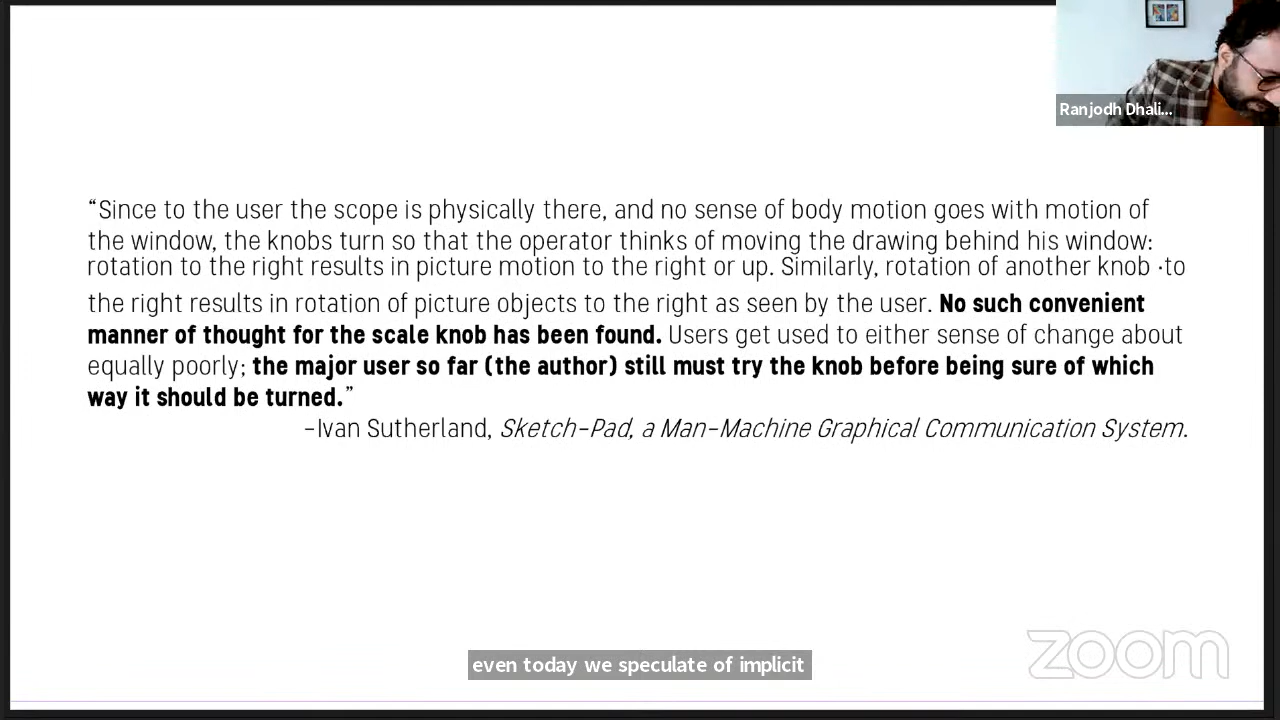 Ranjodh Dhali...
“Since to the user the scope is physically there, and no sense of body motion goes with motion of
the window, the knobs turn so that the operator thinks of moving the drawing behind his window:
rotation to the right results in picture motion to the right or up. Similarly, rotation of another knob ·to
the right results in rotation of picture objects to the right as seen by the user. No such convenient
manner of thought for the scale knob has been found. Users get used to either sense of change about
equally poorly; the major user so far (the author) still must try the knob before being sure of which
way it should be turned.”
–Ivan Sutherland, Sketch-Pad, a Man-Machine Graphical Communication System.
even today we speculate of implicit
zoom